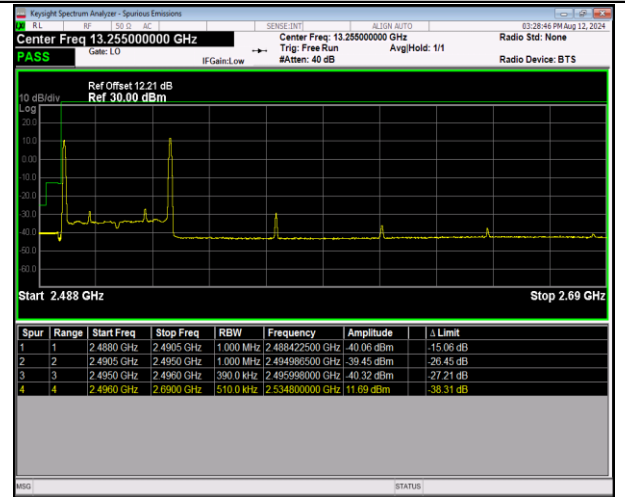 Keysight Spectrum Analyzer - Spurious Emissions
RL RF 50 Ω AC SENSE:INT ALIGN AUTO 03:28:46 PM Aug 12, 2024
Center Freq 13.255000000 GHz Center Freq: 13.255000000 GHz Radio Std: None
PASS Gate: LO IFGain:Low Trig: Free Run Avg|Hold: 1/1
#Atten: 40 dB Radio Device: BTS
Ref Offset 12.21 dB
10 dB/div Ref 30.00 dBm
Log
20.0
10.0
0.00
-10.0
-20.0
-30.0
-40.0
-50.0
-60.0
Start 2.488 GHz Stop 2.69 GHz
Spur Range Start Freq Stop Freq RBW Frequency Amplitude Δ Limit
1 1 2.4880 GHz 2.4905 GHz 1.000 MHz 2.488422500 GHz -40.06 dBm -15.06 dB
2 2 2.4905 GHz 2.4950 GHz 1.000 MHz 2.494986500 GHz -39.45 dBm -26.45 dB
3 3 2.4950 GHz 2.4960 GHz 390.0 kHz 2.495998000 GHz -40.32 dBm -27.21 dB
4 4 2.4960 GHz 2.6900 GHz 510.0 kHz 2.534800000 GHz 11.69 dBm -38.31 dB
MSG STATUS